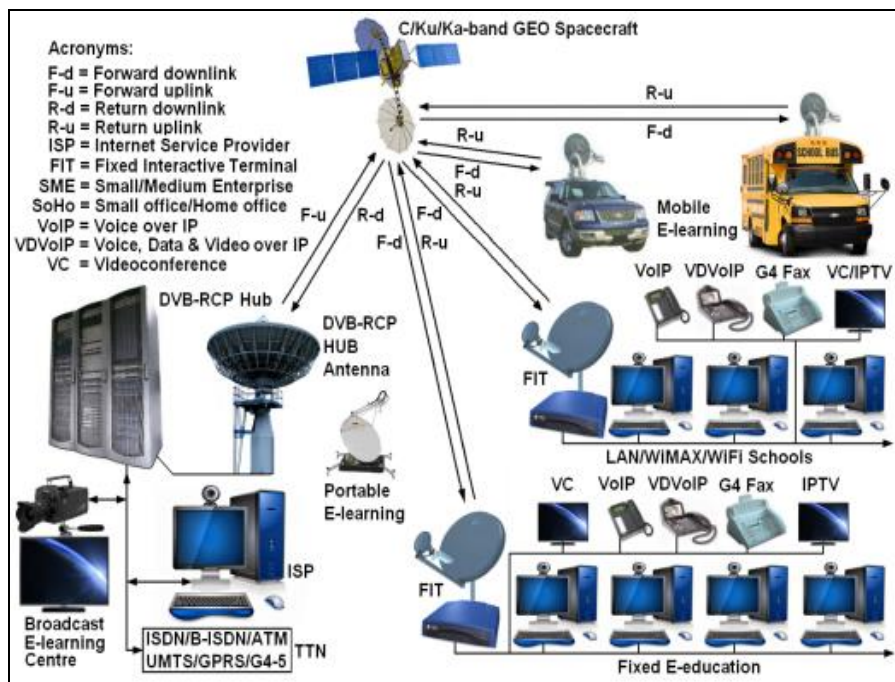 C/Ku/Ka-band GEO Spacecraft
Acronyms:
F-d = Forward downlink
F-u = Forward uplink
R-d = Return downlink
R-u = Return uplink
ISP = Internet Service Provider
FIT = Fixed Interactive Terminal
SME = Small/Medium Enterprise
SoHo = Small office/Home office
VoIP = Voice over IP
VDVoIP = Voice, Data & Video over IP
VC = Videoconference
R-u
F-d
R-u
F-d
R-u
F-u
R-d
F-d
F-d
R-u
SCHOOL BUS
Mobile
E-learning
DVB-RCP Hub
DVB-RCP
HUB
Antenna
VoIP
VDVoIP
G4 Fax
VC/IPTV
FIT
LAN/WIMAX/WiFi Schools
Portable
E-learning
VC
VoIP
VDVoIP
G4 Fax
IPTV
ISP
FIT
Broadcast
E-learning
Centre
ISDN/B-ISDN/ATM
UMTS/GPRS/G4-5
TTN
Fixed E-education